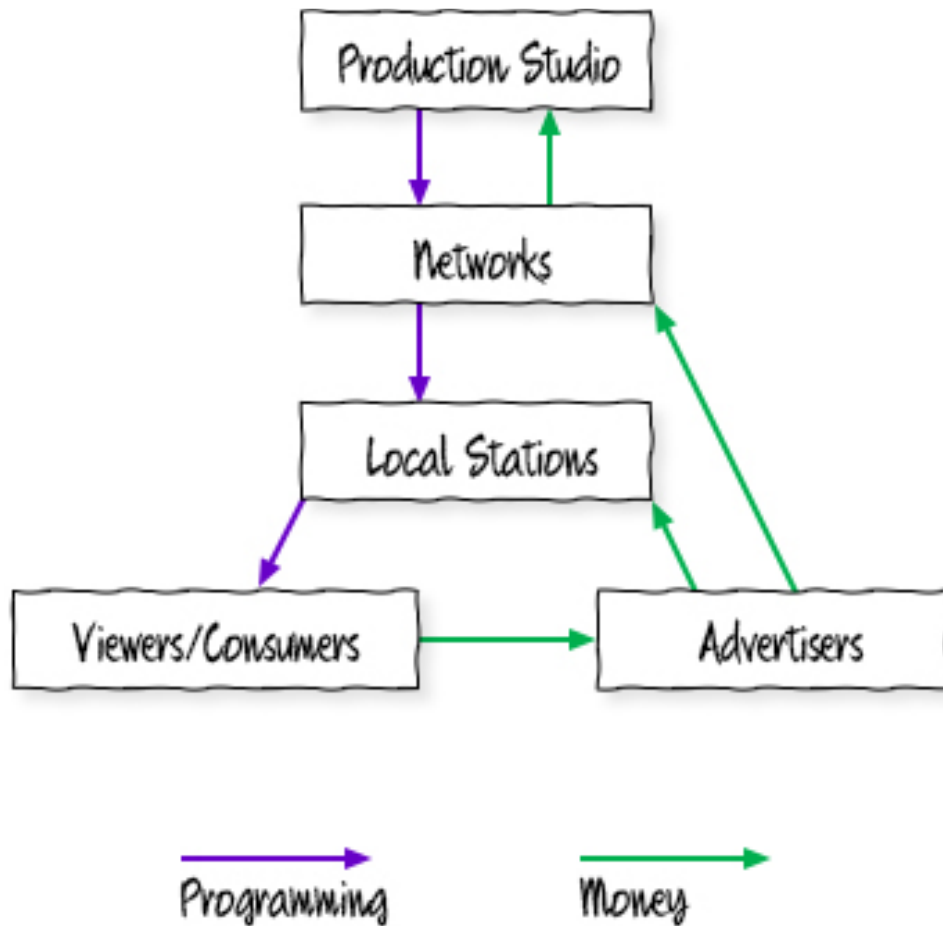 Production Studio
Networks
Local Stations
Viewers/Consumers
Advertisers
Programming
Money